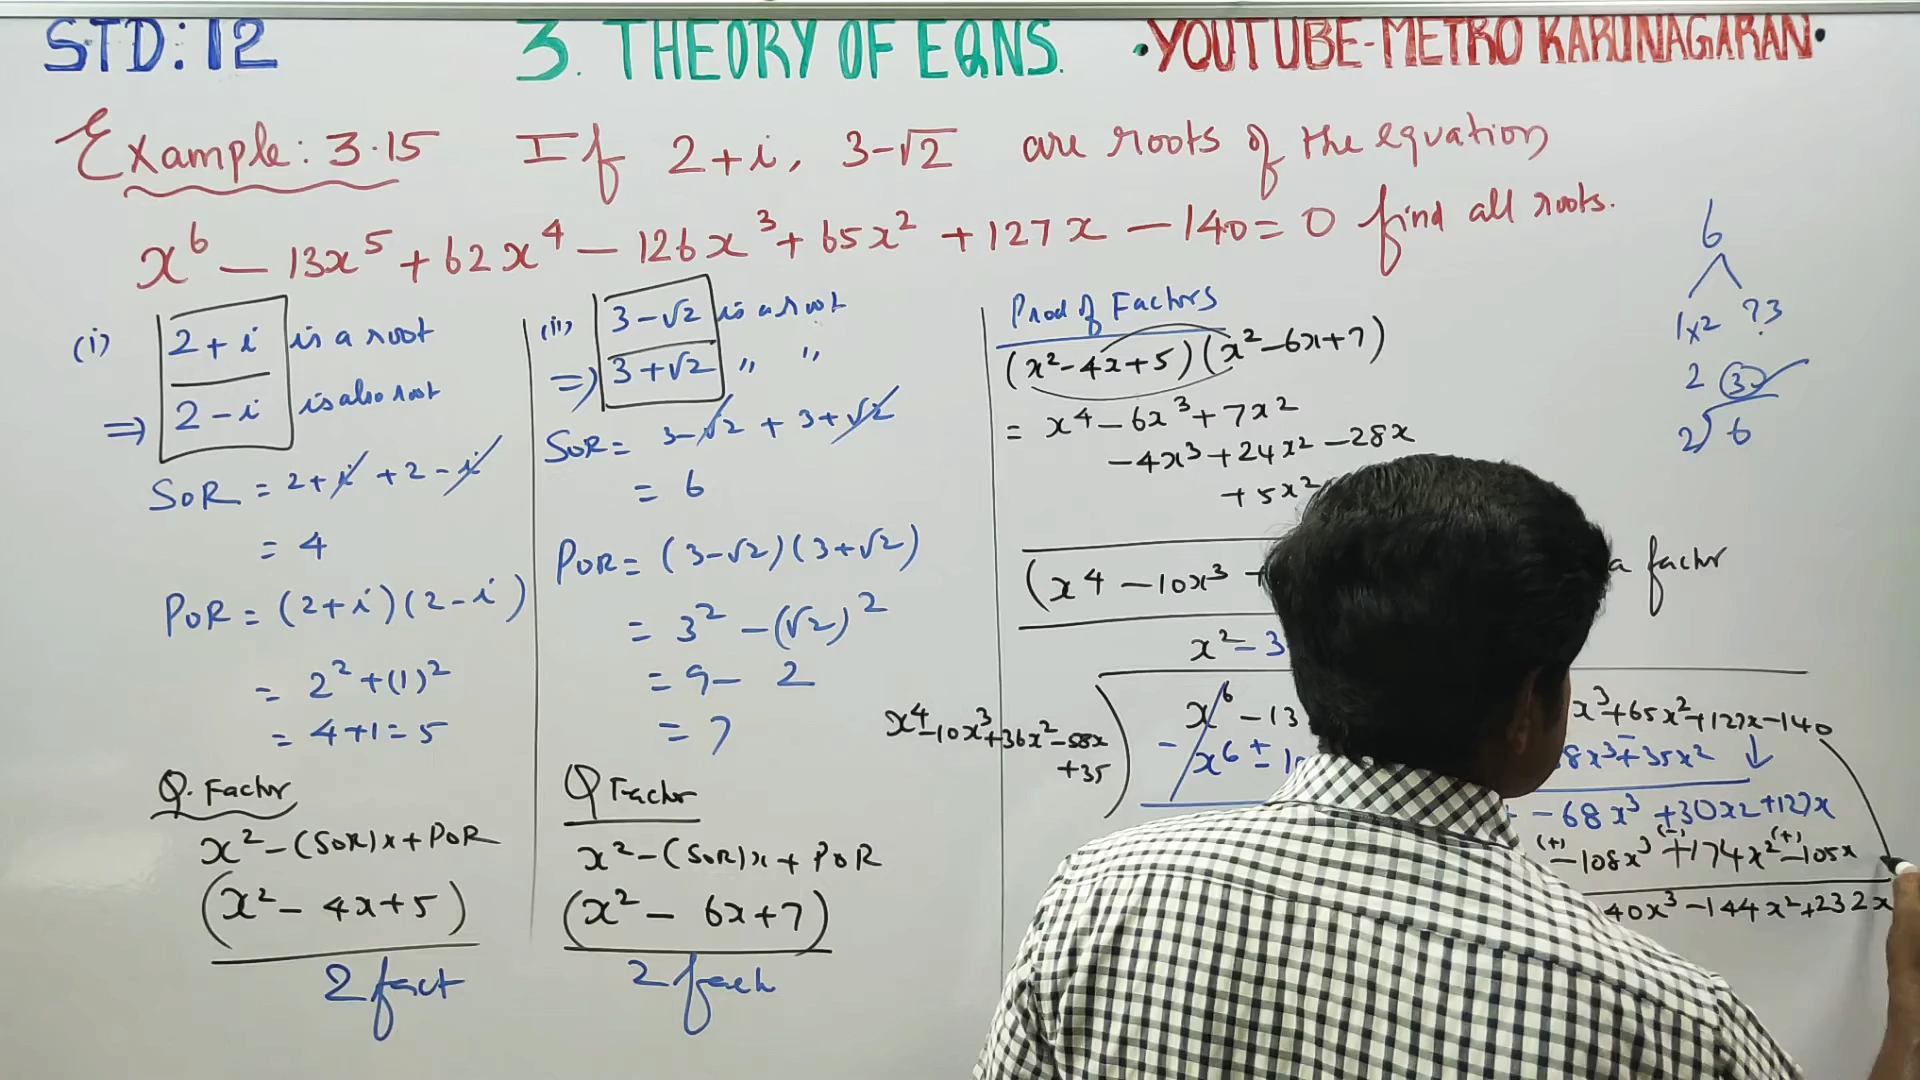 STD: 12
3. THEORY OF EQNS.
•YOUTUBE-METRO KARUNAGARAN•
Example: 3.15 If 2+i, 3-√2 are roots of the equation
x⁶ - 13x⁵ + 62x⁴ - 126x³ + 65x² + 127x - 140 = 0 find all roots.
(i) 2+i is a root
⇒ 2-i is also root
SOR = 2+i+2-i
= 4
POR = (2+i)(2-i)
= 2²+(1)²
= 4+1=5
Q. Factor
x²-(SOR)x+POR
(x²- 4x+5)
2 fact
(ii) 3-√2 is a root
⇒ 3+√2 〃 〃
SOR = 3-√2 + 3+√2
= 6
POR = (3-√2)(3+√2)
= 3²-(√2)²
= 9- 2
= 7
Q Factor
x²-(SOR)x+POR
(x²- 6x+7)
2 fact
Prod of Factors
(x²-4x+5)(x²-6x+7)
= x⁴-6x³+7x²
-4x³+24x²-28x
+5x²
(x⁴-10x³+
a factor
x²-3
x⁴-10x³+36x²-58x
+35
x⁶-13
x³+65x²+127x-140
- x⁶ ± 10
8x³+35x² ↓
-68x³+30x2+127x
(+) (-) (+)
-108x³+174x²-105x
40x³-144x²+232x
6
1x2 ?3
2 3
2)6